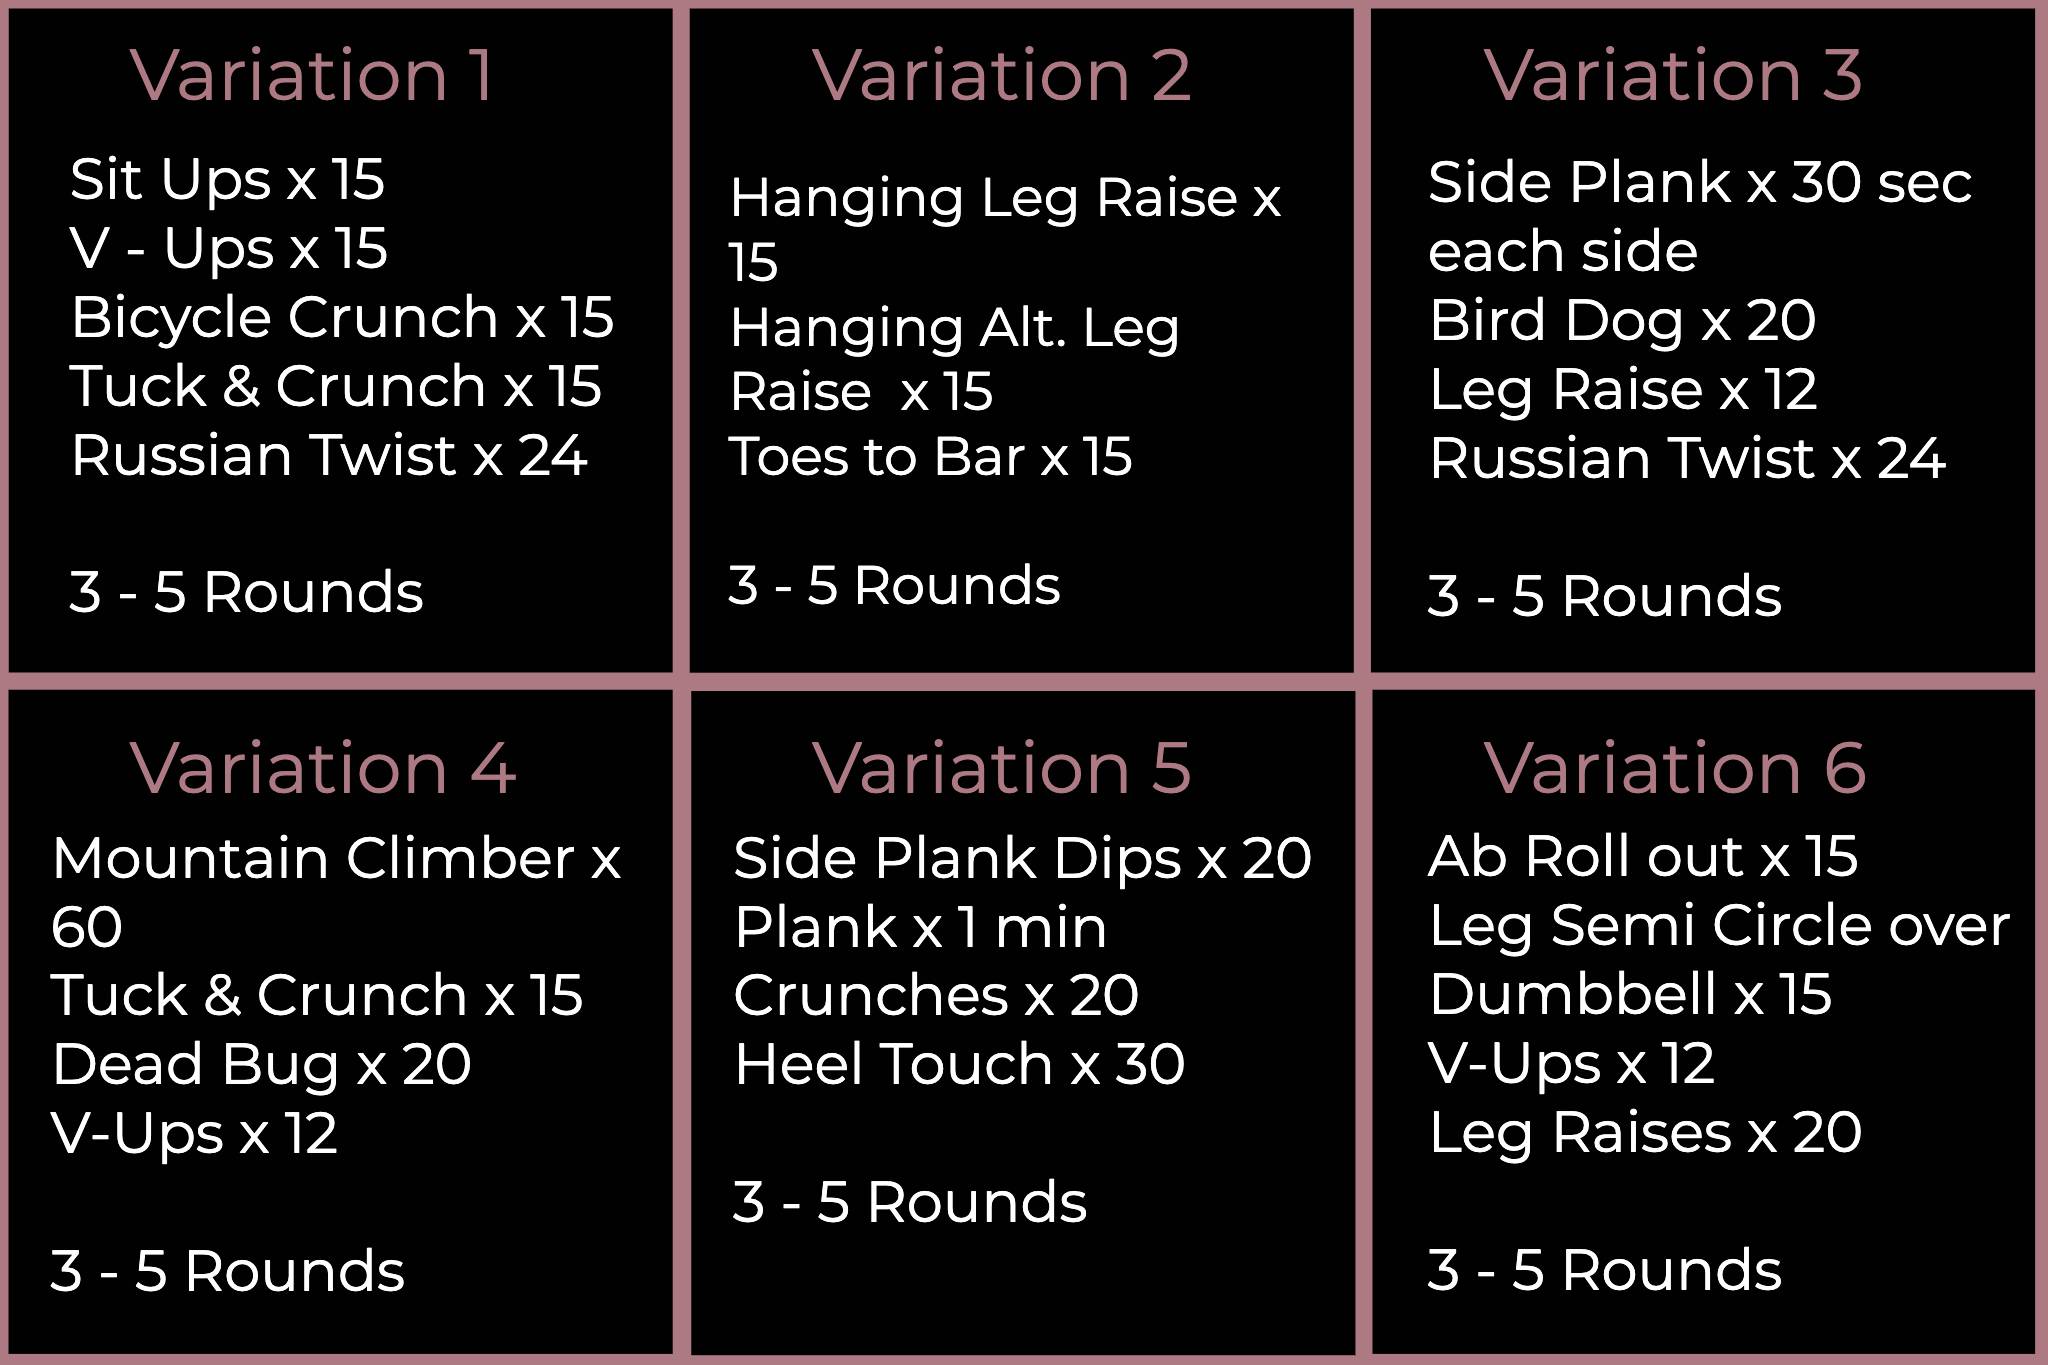 Variation 1
Sit Ups x 15
V - Ups x 15
Bicycle Crunch x 15
Tuck & Crunch x 15
Russian Twist x 24
3 - 5 Rounds
Variation 2
Hanging Leg Raise x
15
Hanging Alt. Leg
Raise  x 15
Toes to Bar x 15
3 - 5 Rounds
Variation 3
Side Plank x 30 sec
each side
Bird Dog x 20
Leg Raise x 12
Russian Twist x 24
3 - 5 Rounds
Variation 4
Mountain Climber x
60
Tuck & Crunch x 15
Dead Bug x 20
V-Ups x 12
3 - 5 Rounds
Variation 5
Side Plank Dips x 20
Plank x 1 min
Crunches x 20
Heel Touch x 30
3 - 5 Rounds
Variation 6
Ab Roll out x 15
Leg Semi Circle over
Dumbbell x 15
V-Ups x 12
Leg Raises x 20
3 - 5 Rounds